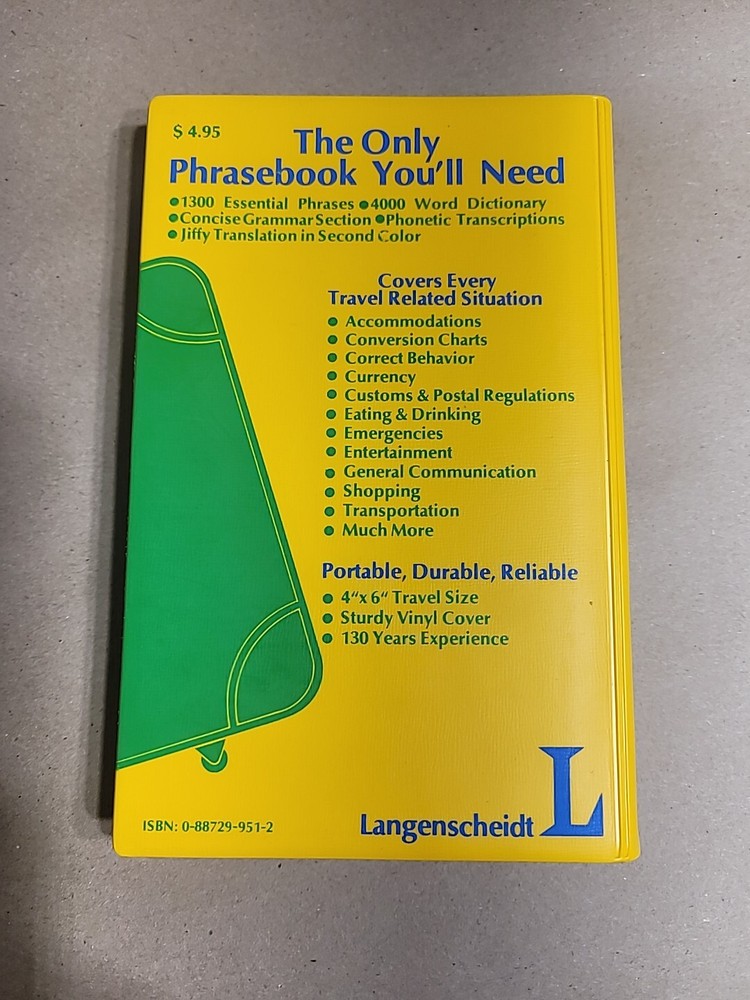 $ 4.95
The Only
Phrasebook You'll Need
●1300 Essential Phrases ●4000 Word Dictionary
●Concise Grammar Section ●Phonetic Transcriptions
● Jiffy Translation in Second Color
Covers Every
Travel Related Situation
● Accommodations
● Conversion Charts
● Correct Behavior
● Currency
● Customs & Postal Regulations
● Eating & Drinking
● Emergencies
● Entertainment
● General Communication
● Shopping
● Transportation
● Much More
Portable, Durable, Reliable
● 4“x 6“ Travel Size
● Sturdy Vinyl Cover
● 130 Years Experience
ISBN: 0-88729-951-2
Langenscheidt L